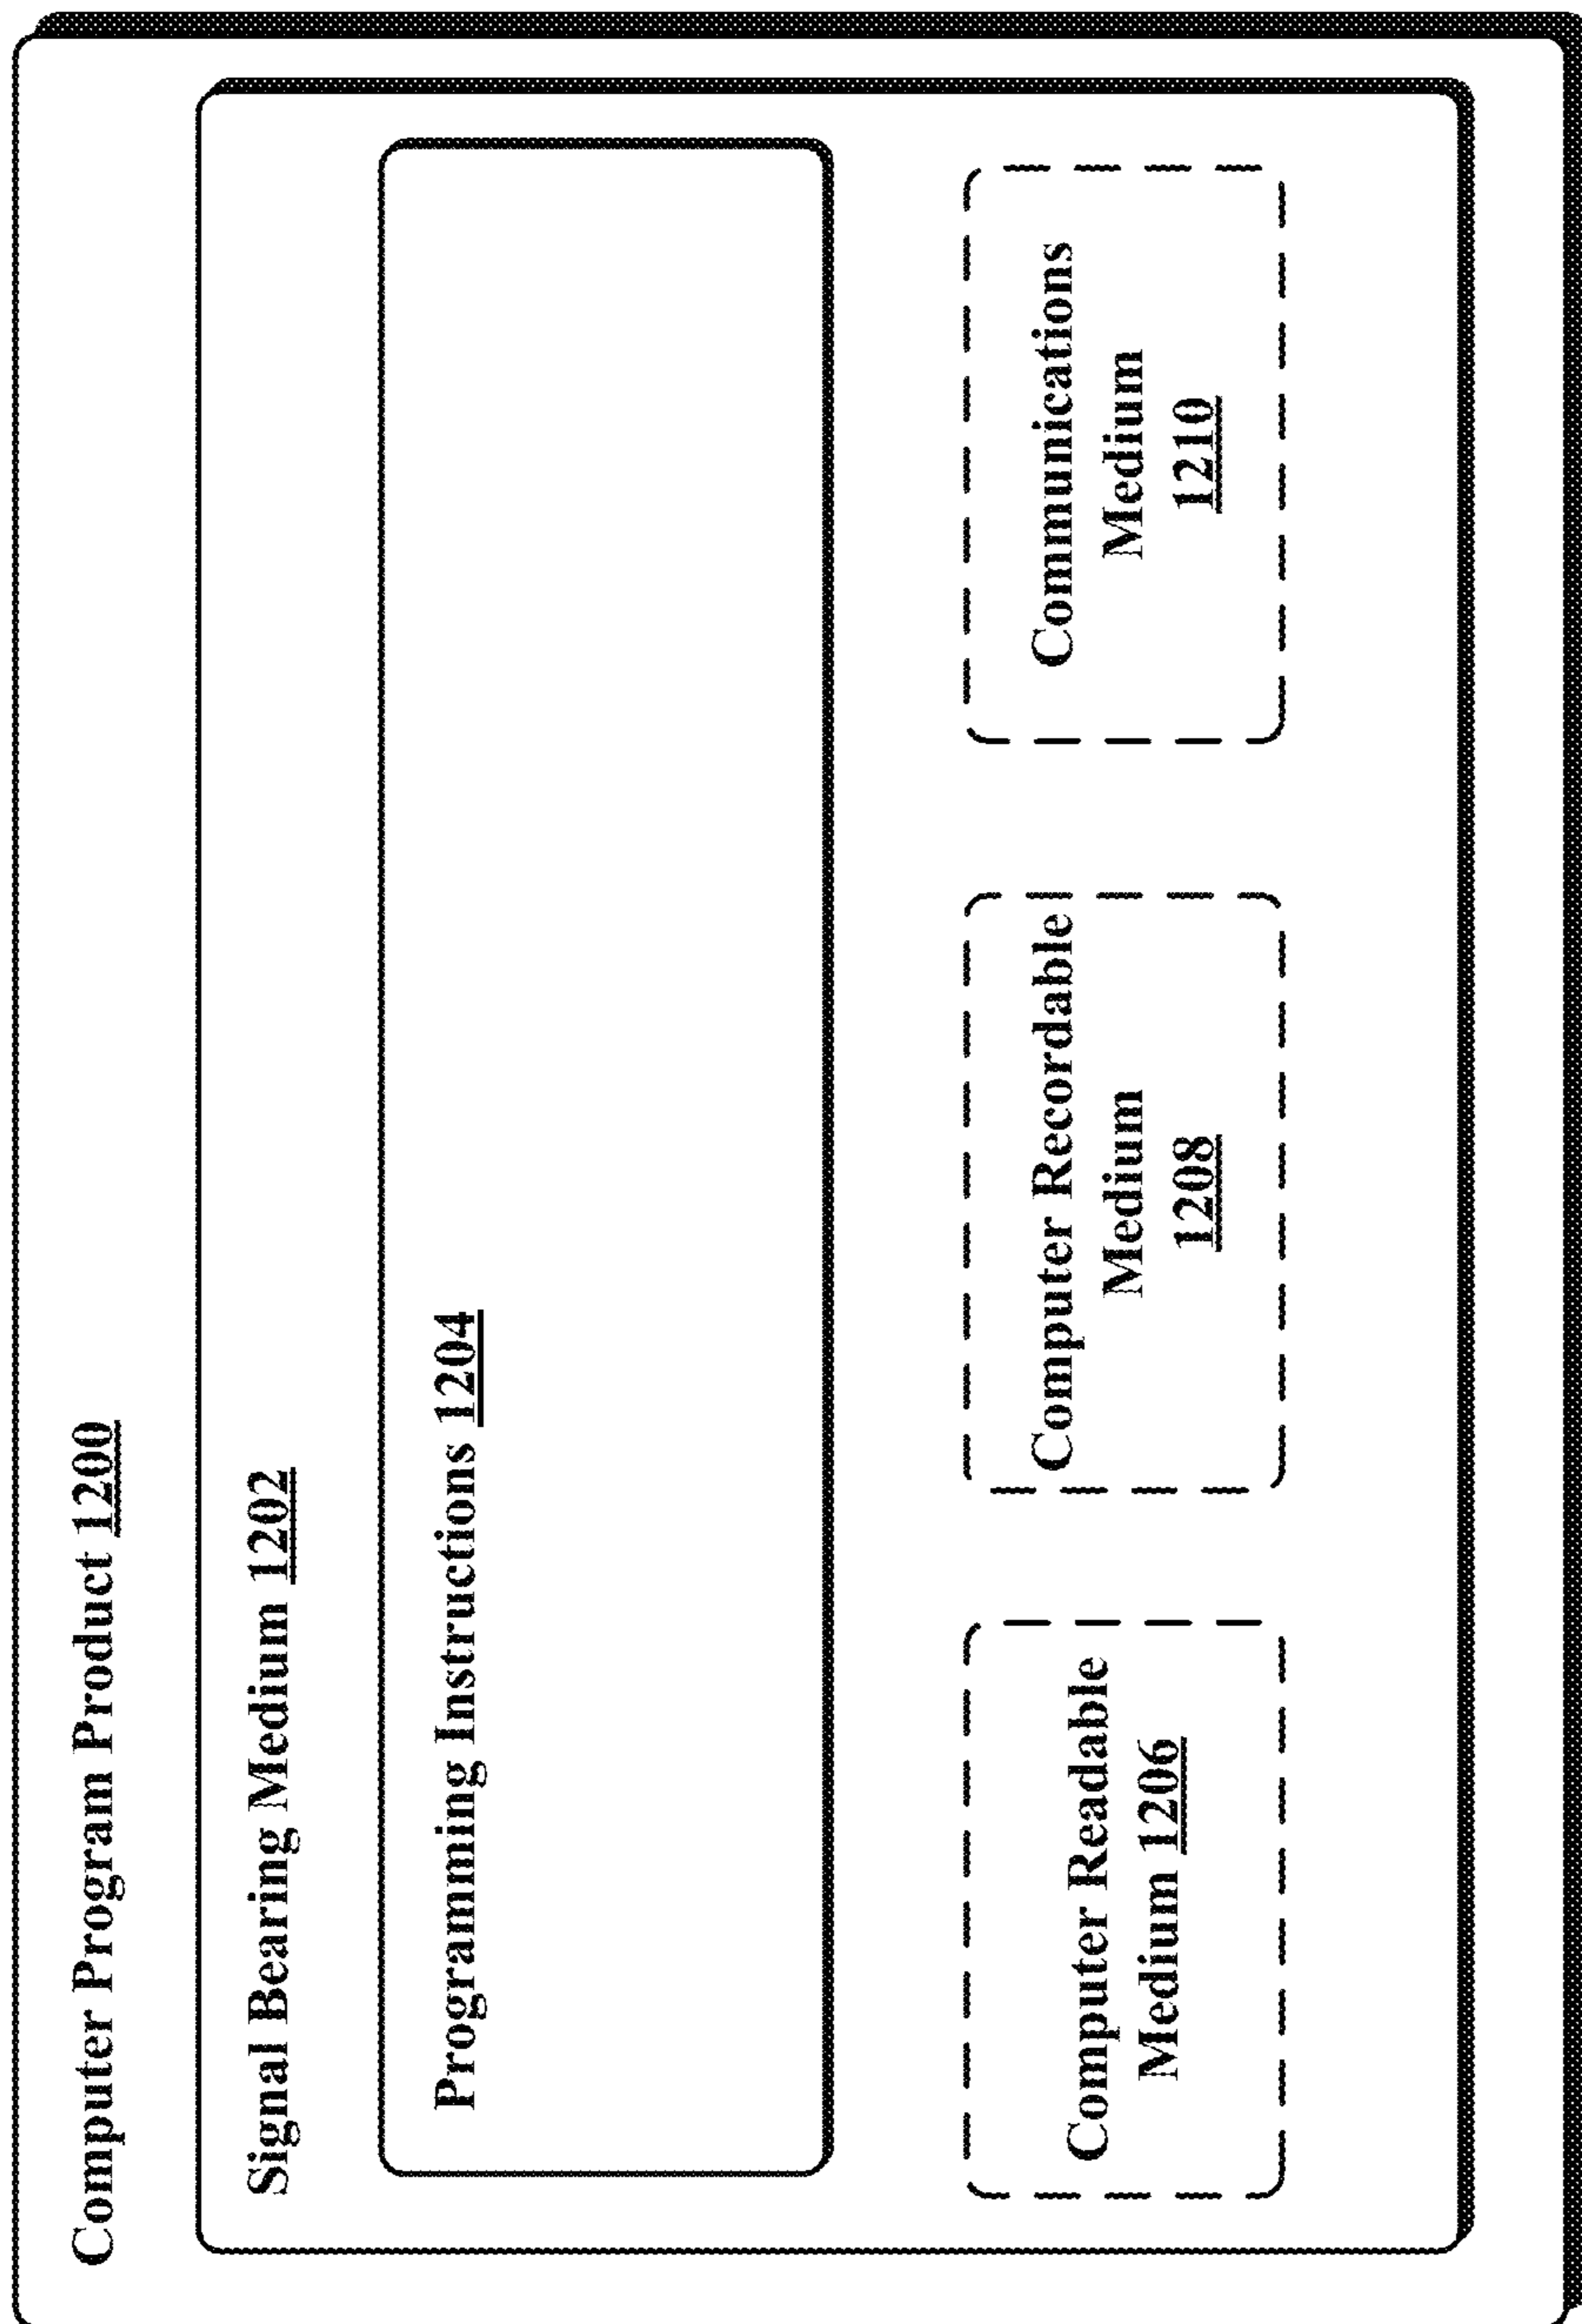 Computer Program Product 1200
Signal Bearing Medium 1202
Programming Instructions 1204
Computer Readable
Medium 1206
Computer Recordable
Medium
1208
Communications
Medium
1210